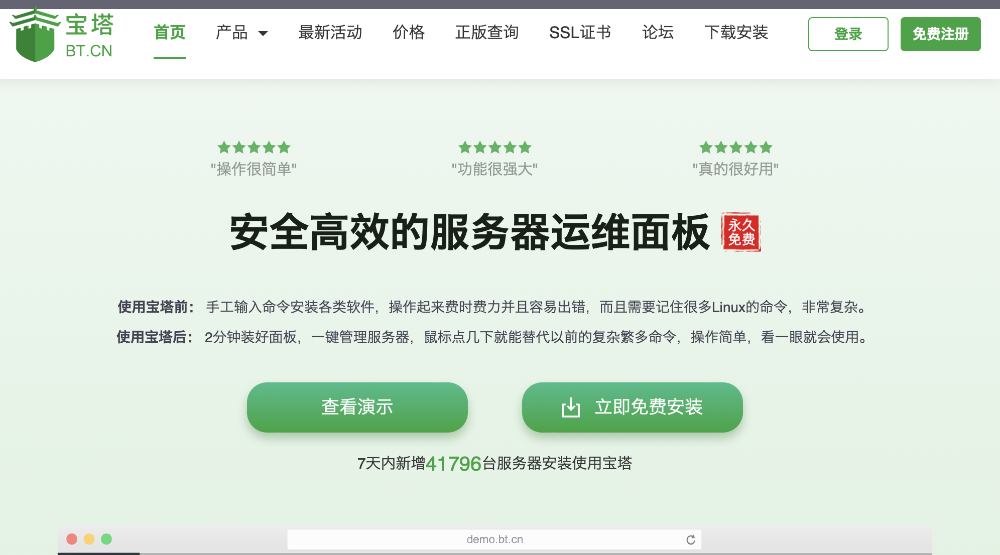 宝塔
BT.CN
首页 产品 最新活动 价格 正版查询 SSL证书 论坛 下载安装 登录 免费注册
"操作很简单" "功能很强大" "真的很好用"
安全高效的服务器运维面板
永久
免费
使用宝塔前： 手工输入命令安装各类软件，操作起来费时费力并且容易出错，而且需要记住很多Linux的命令，非常复杂。
使用宝塔后： 2分钟装好面板，一键管理服务器，鼠标点几下就能替代以前的复杂繁多命令，操作简单，看一眼就会使用。
查看演示 立即免费安装
7天内新增41796台服务器安装使用宝塔
demo.bt.cn